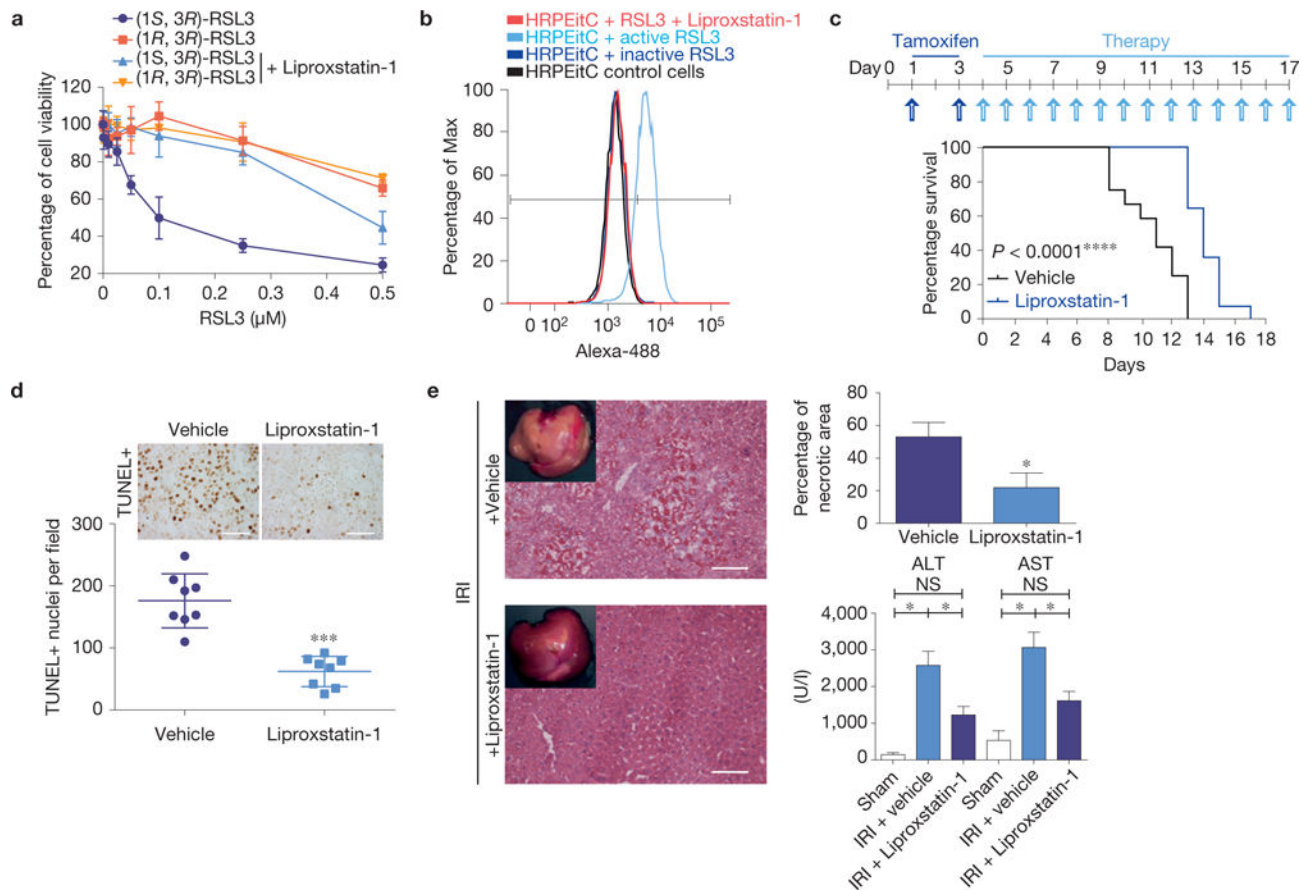 a
(1S, 3R)-RSL3
(1R, 3R)-RSL3
(1S, 3R)-RSL3
(1R, 3R)-RSL3
+ Liproxstatin-1
Percentage of cell viability
120
100
80
60
40
20
0
0.1
0.2
0.3
0.4
0.5
RSL3 (µM)
b
HRPEitC + RSL3 + Liproxstatin-1
HRPEitC + active RSL3
HRPEitC + inactive RSL3
HRPEitC control cells
Percentage of Max
100
80
60
40
20
0
0 10² 10³ 10⁴ 10⁵
Alexa-488
c
Tamoxifen Therapy
Day 0 1 3 5 7 9 11 13 15 17
Percentage survival
100
80
60
40
20
0
P < 0.0001****
Vehicle
Liproxstatin-1
0 2 4 6 8 10 12 14 16 18
Days
d
Vehicle Liproxstatin-1
TUNEL+
TUNEL+ nuclei per field
300
200
100
0
***
Vehicle Liproxstatin-1
e
IRI
+Vehicle
+Liproxstatin-1
Percentage of
necrotic area
80
60
40
20
0
*
Vehicle Liproxstatin-1
ALT AST
NS NS
* * * *
(U/l)
4,000
3,000
2,000
1,000
0
Sham
IRI + vehicle
IRI + Liproxstatin-1
Sham
IRI + vehicle
IRI + Liproxstatin-1